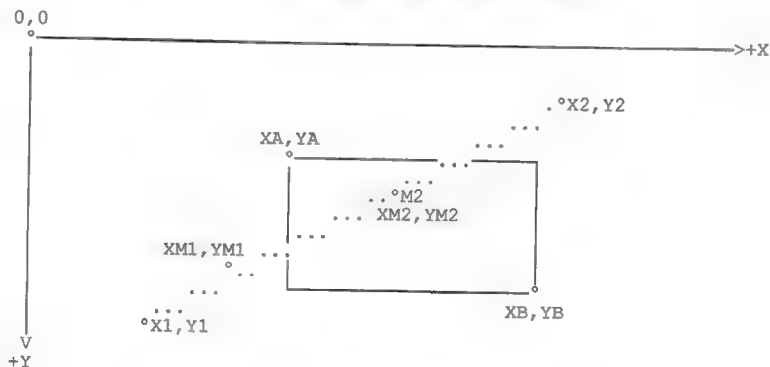 0,0
>+X
X2,Y2
XA,YA
M2
XM2,YM2
XM1,YM1
X1,Y1
XB,YB
V
+Y